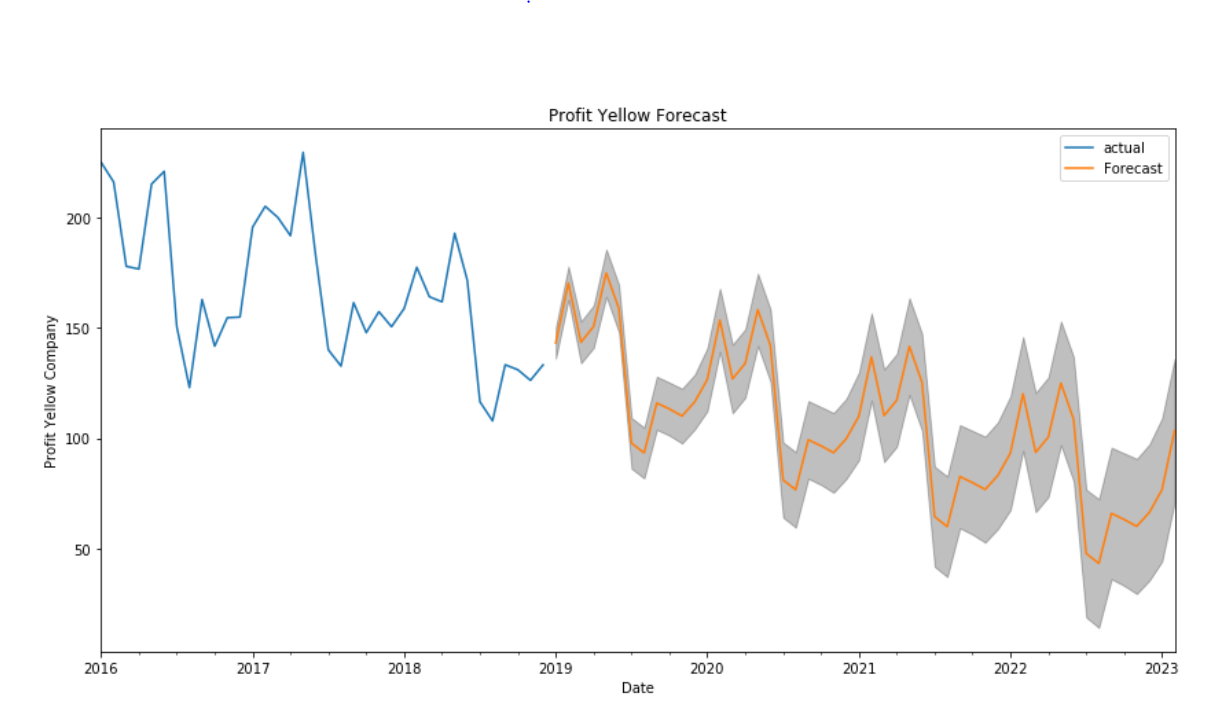 Profit Yellow Forecast
actual
Forecast
Profit Yellow Company
200
150
100
50
2016 2017 2018 2019 2020 2021 2022 2023
Date